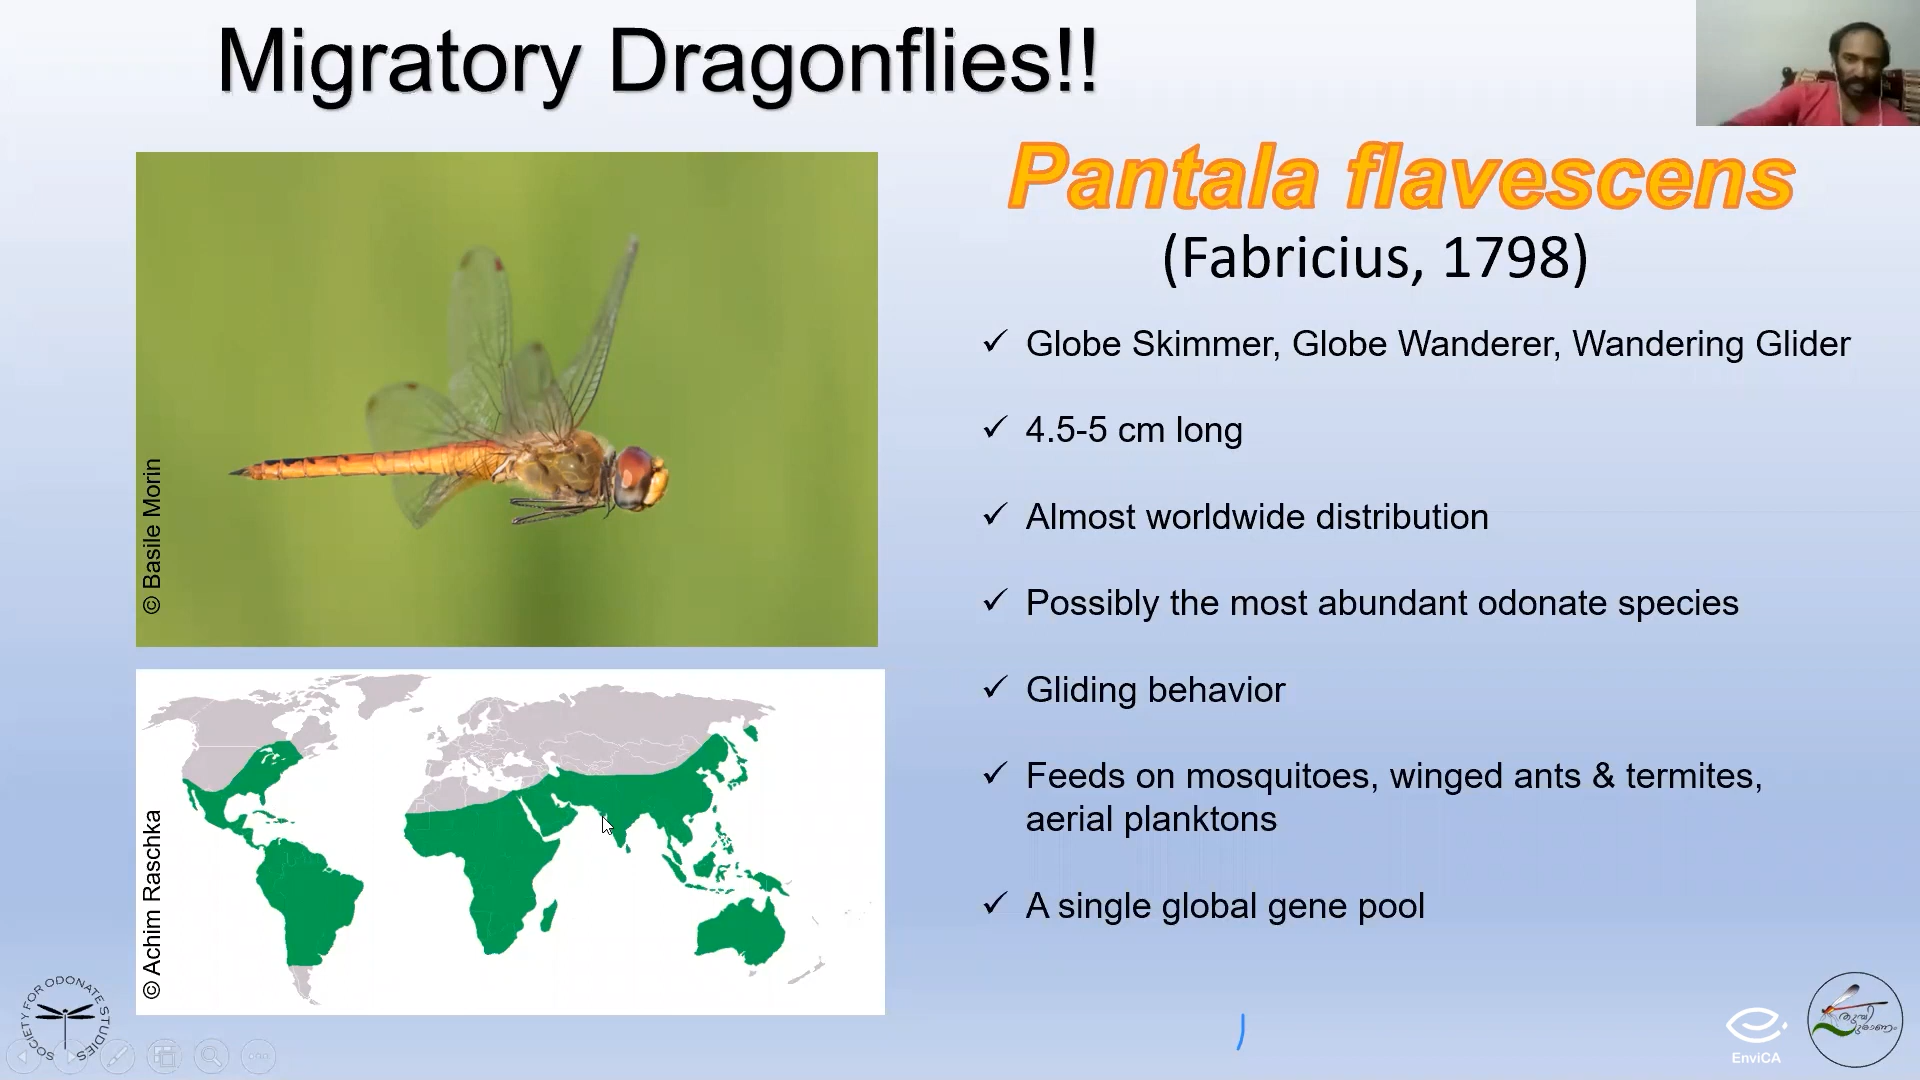 Migratory Dragonflies!!
Pantala flavescens
(Fabricius, 1798)
© Basile Morin
✓ Globe Skimmer, Globe Wanderer, Wandering Glider
✓ 4.5-5 cm long
✓ Almost worldwide distribution
✓ Possibly the most abundant odonate species
✓ Gliding behavior
✓ Feeds on mosquitoes, winged ants & termites,
aerial planktons
✓ A single global gene pool
© Achim Raschka
SOCIETY FOR ODONATE STUDIES
EnviCA